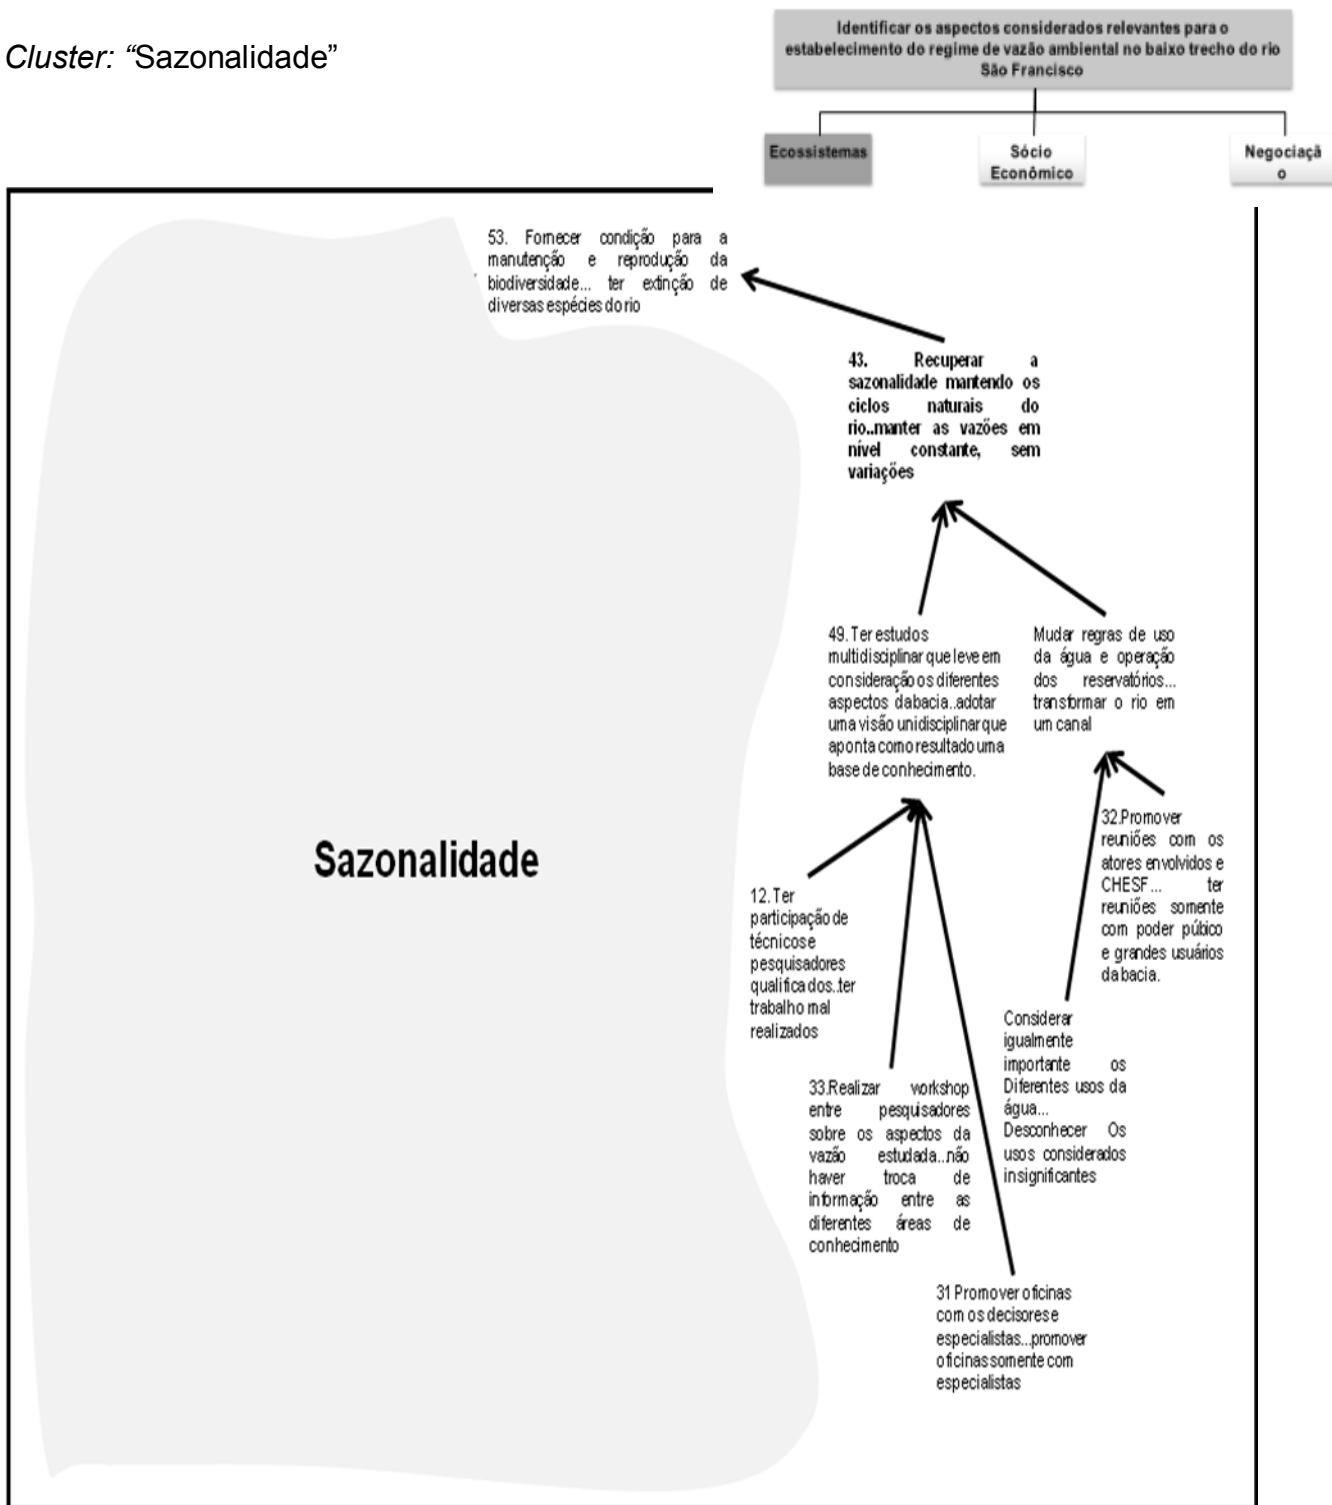 Cluster: “Sazonalidade”
Identificar os aspectos considerados relevantes para o
estabelecimento do regime de vazão ambiental no baixo trecho do rio
São Francisco
Ecossistemas
Sócio
Econômico
Negociaçã
o
53. Fornecer condição para a
manutenção e reprodução da
biodiversidade... ter extinção de
diversas espécies do rio
43. Recuperar a
sazonalidade mantendo os
ciclos naturais do
rio..manter as vazões em
nível constante, sem
variações
49.Ter estudos
multidisciplinar que leve em
consideração os diferentes
aspectos dabacia..adotar
uma visão unidisciplinar que
aponta como resultado uma
base de conhecimento.
Mudar regras de uso
da água e operação
dos reservatórios...
transformar o rio em
um canal
32.Promover
reuniões com os
atores envolvidos e
CHESF... ter
reuniões somente
com poder púbico
e grandes usuários
da bacia.
Sazonalidade
12.Ter
participação de
técnicos e
pesquisadores
qualificados..ter
trabalho mal
realizados
Considerar
igualmente
importante os
Diferentes usos da
água...
Desconhecer Os
usos considerados
insignificantes
33.Realizar workshop
entre pesquisadores
sobre os aspectos da
vazão estudada..não
haver troca de
informação entre as
diferentes áreas de
conhecimento
31 Promover oficinas
com os decisores e
especialistas...promover
oficinas somente com
especialistas